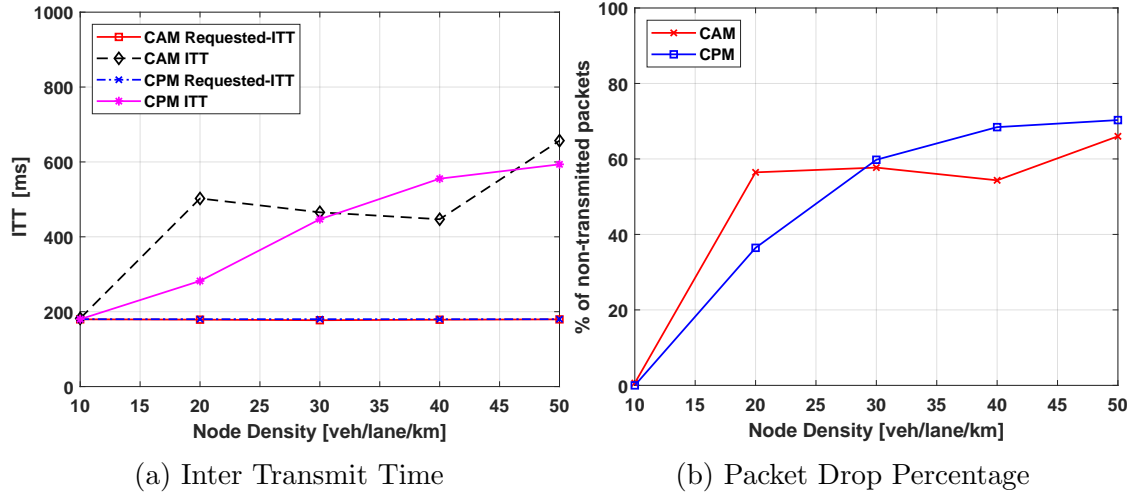 1000
800
600
400
200
0
ITT [ms]
CAM Requested-ITT
CAM ITT
CPM Requested-ITT
CPM ITT
10 15 20 25 30 35 40 45 50
Node Density [veh/lane/km]
(a) Inter Transmit Time
100
80
60
40
20
0
% of non-transmitted packets
CAM
CPM
10 15 20 25 30 35 40 45 50
Node Density [veh/lane/km]
(b) Packet Drop Percentage